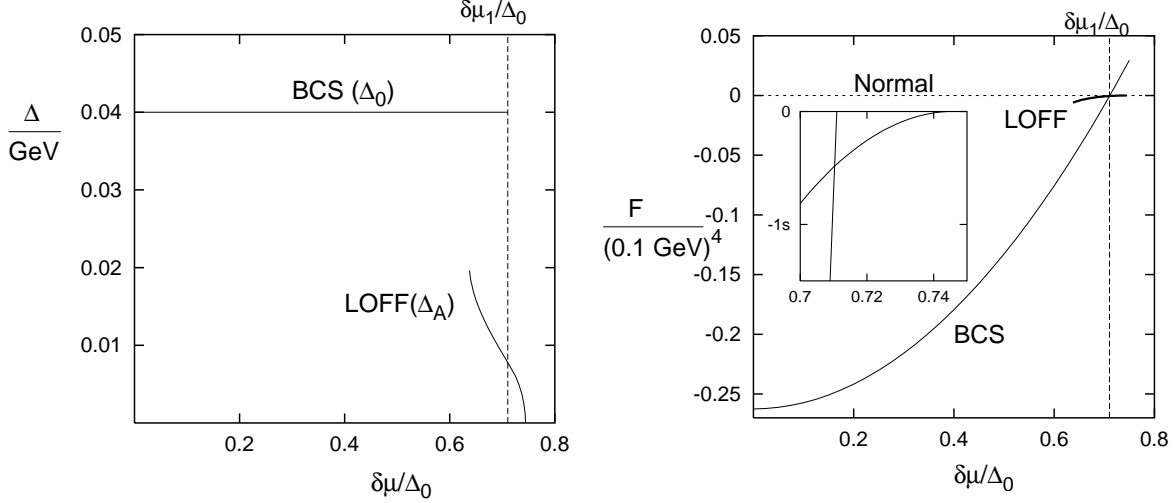 δμ₁/Δ₀
0.05
0.04
0.03
0.02
0.01
Δ
GeV
BCS (Δ₀)
LOFF(Δ_A)
0.2 0.4 0.6 0.8
δμ/Δ₀
δμ₁/Δ₀
0.05
0
-0.05
-0.1
-0.15
-0.2
-0.25
F
(0.1 GeV)⁴
Normal
LOFF
BCS
0
-1s
0.7 0.72 0.74
0.2 0.4 0.6 0.8
δμ/Δ₀